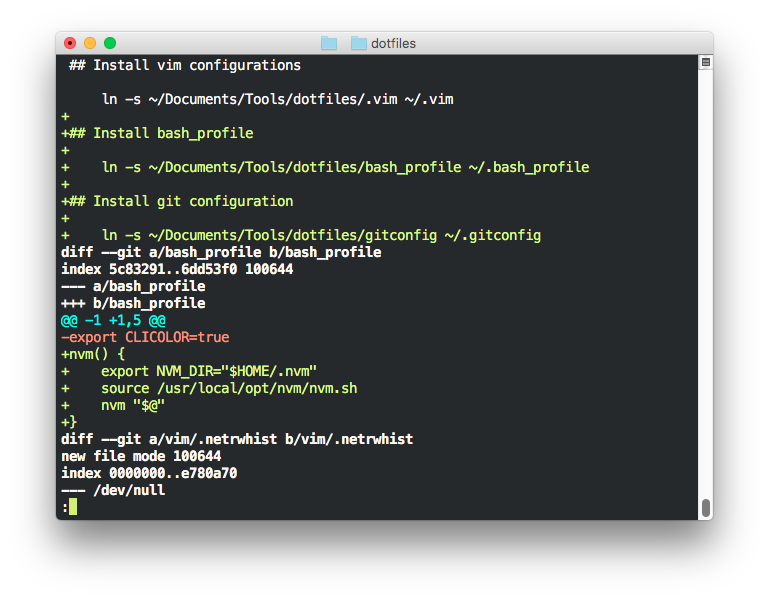 dotfiles
## Install vim configurations
ln -s ~/Documents/Tools/dotfiles/.vim ~/.vim
+
+## Install bash_profile
+
+    ln -s ~/Documents/Tools/dotfiles/bash_profile ~/.bash_profile
+
+## Install git configuration
+
+    ln -s ~/Documents/Tools/dotfiles/gitconfig ~/.gitconfig
diff --git a/bash_profile b/bash_profile
index 5c83291..6dd53f0 100644
--- a/bash_profile
+++ b/bash_profile
@@ -1 +1,5 @@
-export CLICOLOR=true
+nvm() {
+    export NVM_DIR="$HOME/.nvm"
+    source /usr/local/opt/nvm/nvm.sh
+    nvm "$@"
+}
diff --git a/vim/.netrwhist b/vim/.netrwhist
new file mode 100644
index 0000000..e780a70
--- /dev/null
: